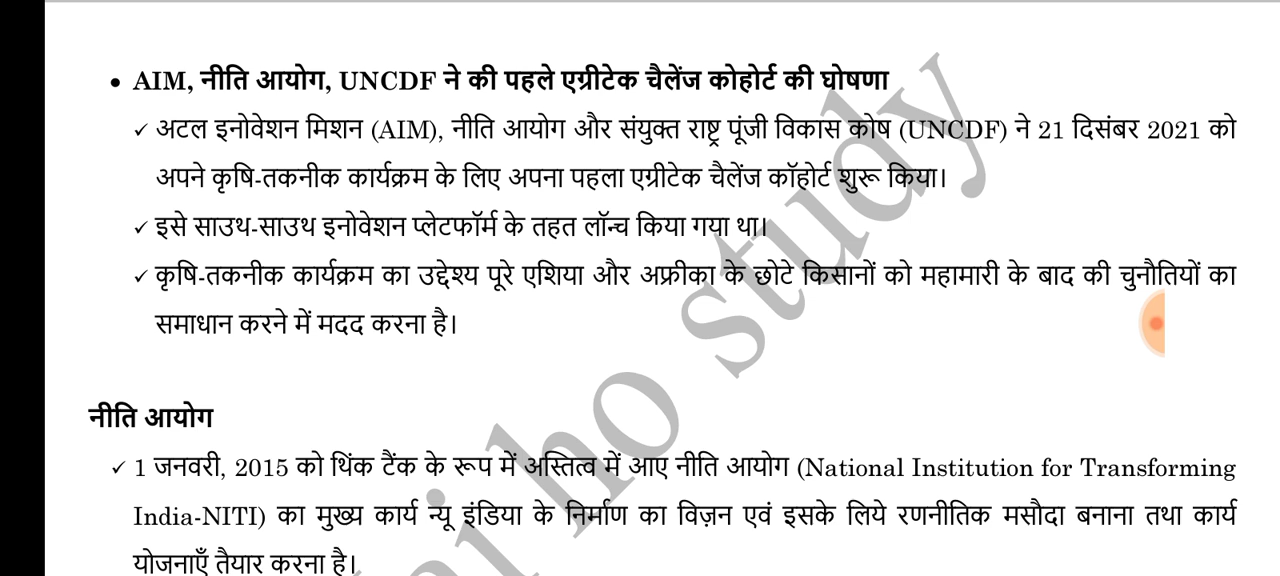 • AIM, नीति आयोग, UNCDF ने की पहले एग्रीटेक चैलेंज कोहोर्ट की घोषणा
✓ अटल इनोवेशन मिशन (AIM), नीति आयोग और संयुक्त राष्ट्र पूंजी विकास कोष (UNCDF) ने 21 दिसंबर 2021 को
अपने कृषि-तकनीक कार्यक्रम के लिए अपना पहला एग्रीटेक चैलेंज कॉहोर्ट शुरू किया।
✓ इसे साउथ-साउथ इनोवेशन प्लेटफॉर्म के तहत लॉन्च किया गया था।
✓ कृषि-तकनीक कार्यक्रम का उद्देश्य पूरे एशिया और अफ्रीका के छोटे किसानों को महामारी के बाद की चुनौतियों का
समाधान करने में मदद करना है।
नीति आयोग
✓ 1 जनवरी, 2015 को थिंक टैंक के रूप में अस्तित्व में आए नीति आयोग (National Institution for Transforming
India-NITI) का मुख्य कार्य न्यू इंडिया के निर्माण का विज़न एवं इसके लिये रणनीतिक मसौदा बनाना तथा कार्य
योजनाएँ तैयार करना है।
ho study